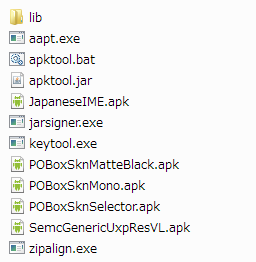 lib
aapt.exe
apktool.bat
apktool.jar
JapaneseIME.apk
jarsigner.exe
keytool.exe
POBoxSknMatteBlack.apk
POBoxSknMono.apk
POBoxSknSelector.apk
SemcGenericUxpResVL.apk
zipalign.exe